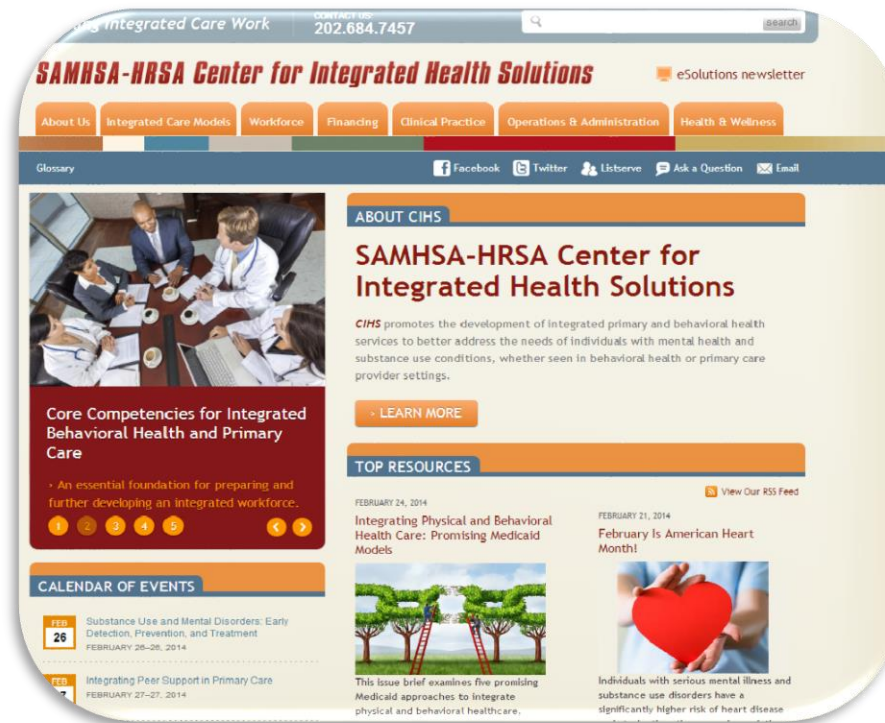 Integrated Care Work
CONTACT US:
202.684.7457
search
SAMHSA-HRSA Center for Integrated Health Solutions
eSolutions newsletter
About Us
Integrated Care Models
Workforce
Financing
Clinical Practice
Operations & Administration
Health & Wellness
Glossary
Facebook
Twitter
Listserve
Ask a Question
Email
Core Competencies for Integrated
Behavioral Health and Primary
Care
· An essential foundation for preparing and
further developing an integrated workforce.
1 2 3 4 5
ABOUT CIHS
SAMHSA-HRSA Center for
Integrated Health Solutions
CIHS promotes the development of integrated primary and behavioral health
services to better address the needs of individuals with mental health and
substance use conditions, whether seen in behavioral health or primary care
provider settings.
› LEARN MORE
CALENDAR OF EVENTS
FEB
26
Substance Use and Mental Disorders: Early
Detection, Prevention, and Treatment
FEBRUARY 26-26, 2014
FEB
Integrating Peer Support in Primary Care
FEBRUARY 27-27, 2014
TOP RESOURCES
View Our RSS Feed
FEBRUARY 24, 2014
Integrating Physical and Behavioral
Health Care: Promising Medicaid
Models
This issue brief examines five promising
Medicaid approaches to integrate
physical and behavioral healthcare.
FEBRUARY 21, 2014
February Is American Heart
Month!
Individuals with serious mental illness and
substance use disorders have a
significantly higher risk of heart disease